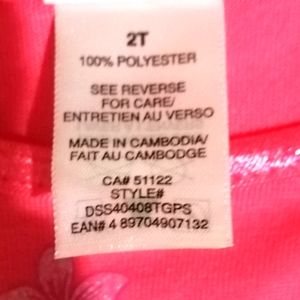 2T
100% POLYESTER
SEE REVERSE
FOR CARE/
ENTRETIEN AU VERSO
MADE IN CAMBODIA/
FAIT AU CAMBODGE
CA# 51122
STYLE#
DSS40408TGPS
EAN# 4 89704907132